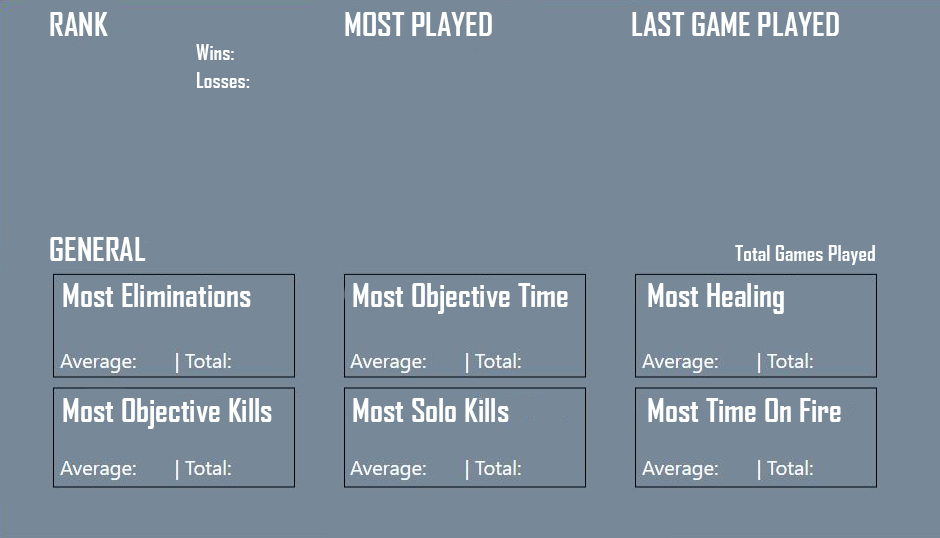 RANK
MOST PLAYED
LAST GAME PLAYED
Wins:
Losses:
GENERAL
Total Games Played
Most Eliminations
Average: | Total:
Most Objective Time
Average: | Total:
Most Healing
Average: | Total:
Most Objective Kills
Average: | Total:
Most Solo Kills
Average: | Total:
Most Time On Fire
Average: | Total: